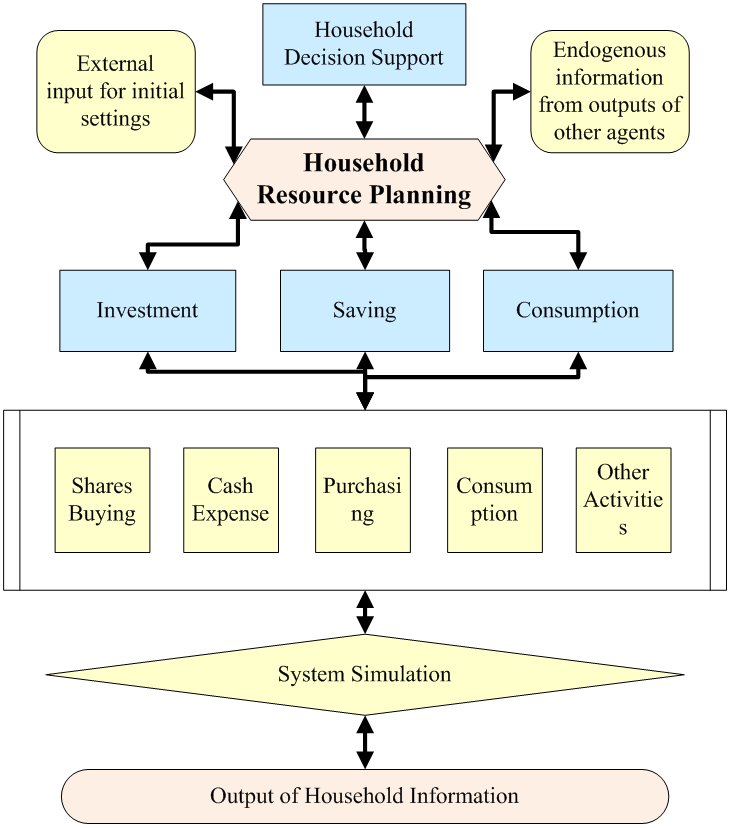 Household
Decision Support
External
input for initial
settings
Endogenous
information
from outputs of
other agents
Household
Resource Planning
Investment
Saving
Consumption
Shares
Buying
Cash
Expense
Purchasi
ng
Consum
ption
Other
Activitie
s
System Simulation
Output of Household Information